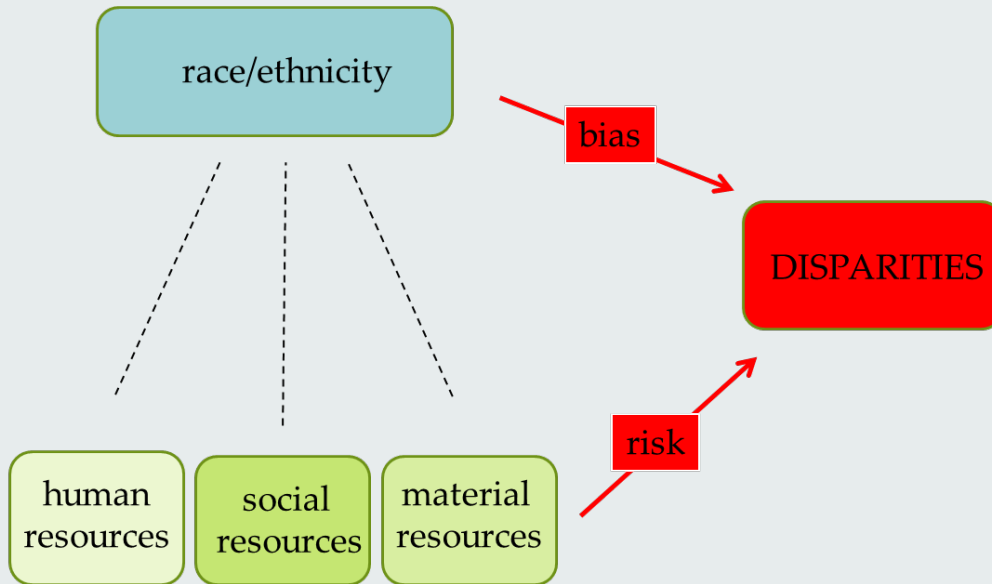 race/ethnicity
bias
DISPARITIES
risk
human
resources
social
resources
material
resources